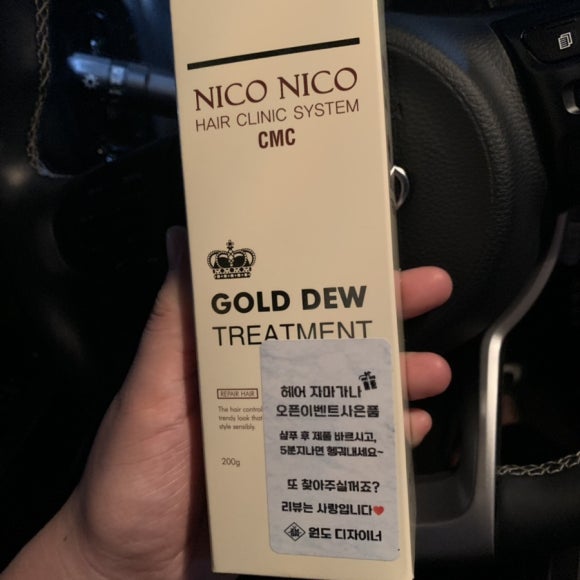 NICO NICO
HAIR CLINIC SYSTEM
CMC
GOLD DEW
TREATMENT
REPAIR HAIR
The hair control
trendy look that
style sensibly.
200g
헤어 자마가나
오픈이벤트사은품
샴푸 후 제품 바르시고,
5분지나면 헹궈내세요~
또 찾아주실꺼죠?
리뷰는 사랑입니다♥
원도 디자이너